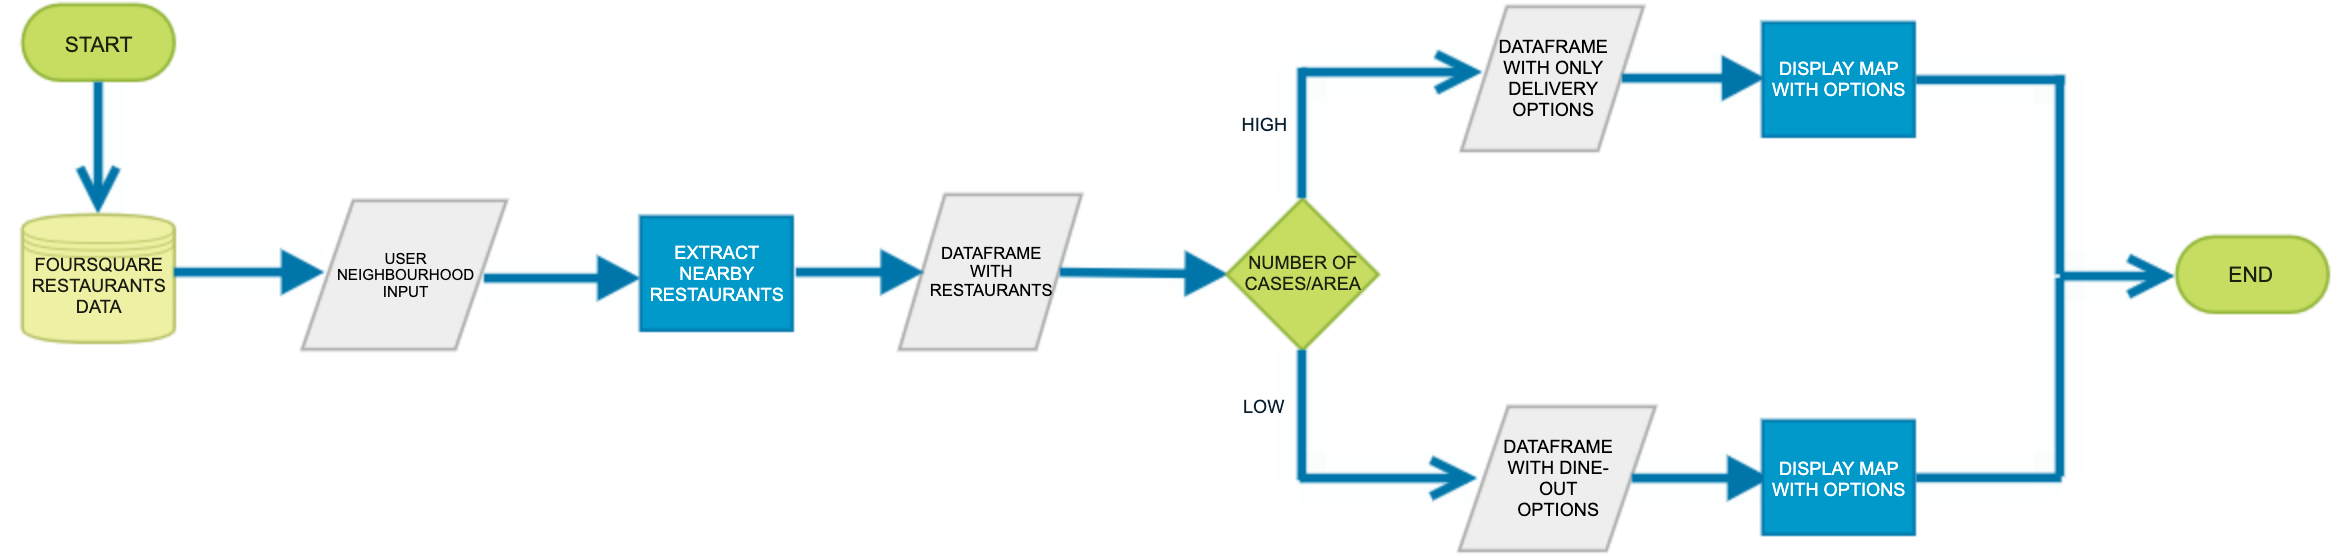 START
FOURSQUARE
RESTAURANTS
DATA
USER
NEIGHBOURHOOD
INPUT
EXTRACT
NEARBY
RESTAURANTS
DATAFRAME
WITH
RESTAURANTS
NUMBER OF
CASES/AREA
HIGH
DATAFRAME
WITH ONLY
DELIVERY
OPTIONS
DISPLAY MAP
WITH OPTIONS
LOW
DATAFRAME
WITH DINE-
OUT
OPTIONS
DISPLAY MAP
WITH OPTIONS
END